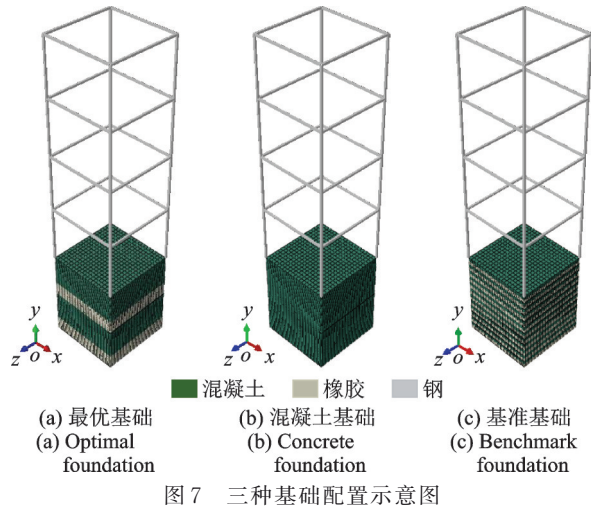 y
z o x
y
z o x
y
z o x
混凝土 橡胶 钢
(a) 最优基础 (b) 混凝土基础 (c) 基准基础
(a) Optimal (b) Concrete (c) Benchmark
foundation foundation foundation
图 7 三种基础配置示意图